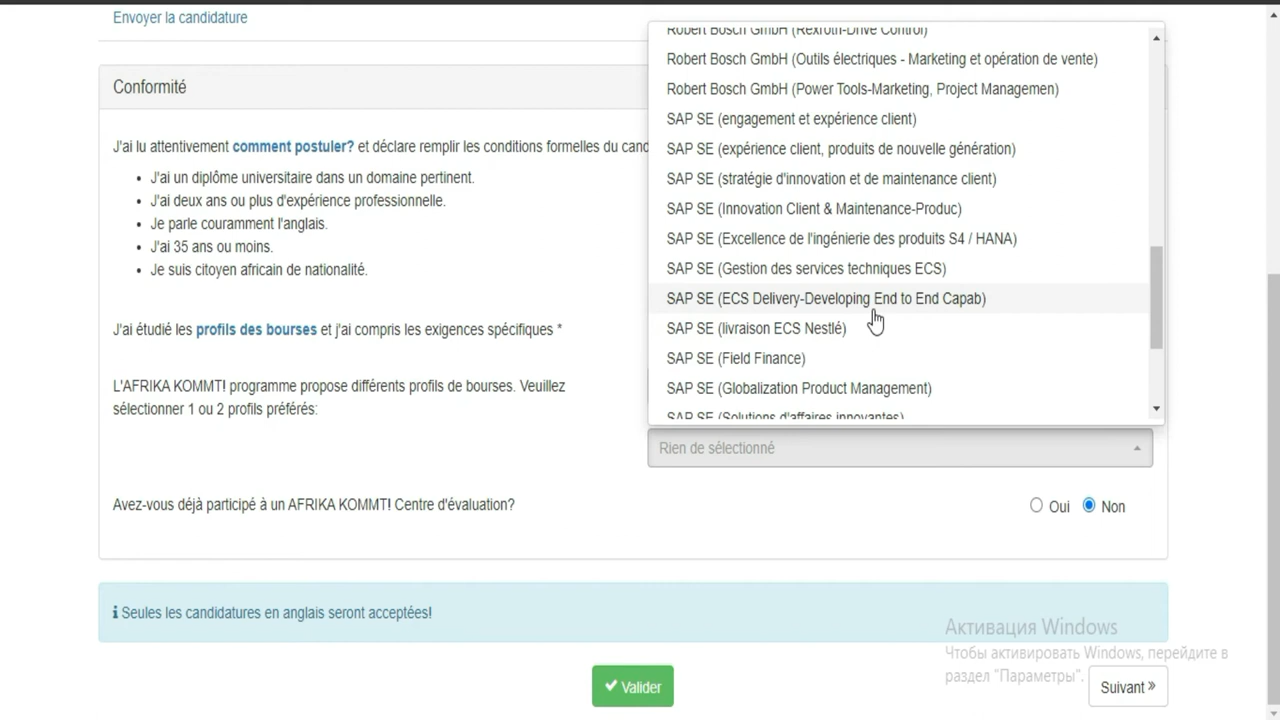 Envoyer la candidature
Conformité
J'ai lu attentivement comment postuler? et déclare remplir les conditions formelles du cand
• J'ai un diplôme universitaire dans un domaine pertinent.
• J'ai deux ans ou plus d'expérience professionnelle.
• Je parle couramment l'anglais.
• J'ai 35 ans ou moins.
• Je suis citoyen africain de nationalité.
J'ai étudié les profils des bourses et j'ai compris les exigences spécifiques *
L'AFRIKA KOMMT! programme propose différents profils de bourses. Veuillez
sélectionner 1 ou 2 profils préférés:
Robert Bosch GmbH (Rexroth-Drive Control)
Robert Bosch GmbH (Outils électriques - Marketing et opération de vente)
Robert Bosch GmbH (Power Tools-Marketing, Project Managemen)
SAP SE (engagement et expérience client)
SAP SE (expérience client, produits de nouvelle génération)
SAP SE (stratégie d'innovation et de maintenance client)
SAP SE (Innovation Client & Maintenance-Produc)
SAP SE (Excellence de l'ingénierie des produits S4 / HANA)
SAP SE (Gestion des services techniques ECS)
SAP SE (ECS Delivery-Developing End to End Capab)
SAP SE (livraison ECS Nestlé)
SAP SE (Field Finance)
SAP SE (Globalization Product Management)
SAP SE (Solutions d'affaires innovantes)
Rien de sélectionné
Avez-vous déjà participé à un AFRIKA KOMMT! Centre d'évaluation?
Oui Non
Seules les candidatures en anglais seront acceptées!
Активация Windows
Чтобы активировать Windows, перейдите в
раздел "Параметры".
Valider
Suivant »